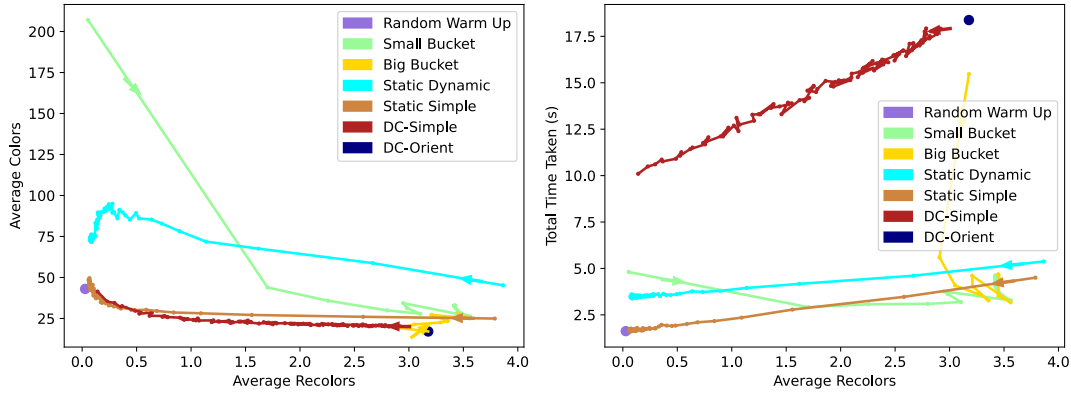 200
175
150
125
100
75
50
25
Average Colors
0.0 0.5 1.0 1.5 2.0 2.5 3.0 3.5 4.0
Average Recolors
Random Warm Up
Small Bucket
Big Bucket
Static Dynamic
Static Simple
DC-Simple
DC-Orient
17.5
15.0
12.5
10.0
7.5
5.0
2.5
Total Time Taken (s)
0.0 0.5 1.0 1.5 2.0 2.5 3.0 3.5 4.0
Average Recolors
Random Warm Up
Small Bucket
Big Bucket
Static Dynamic
Static Simple
DC-Simple
DC-Orient